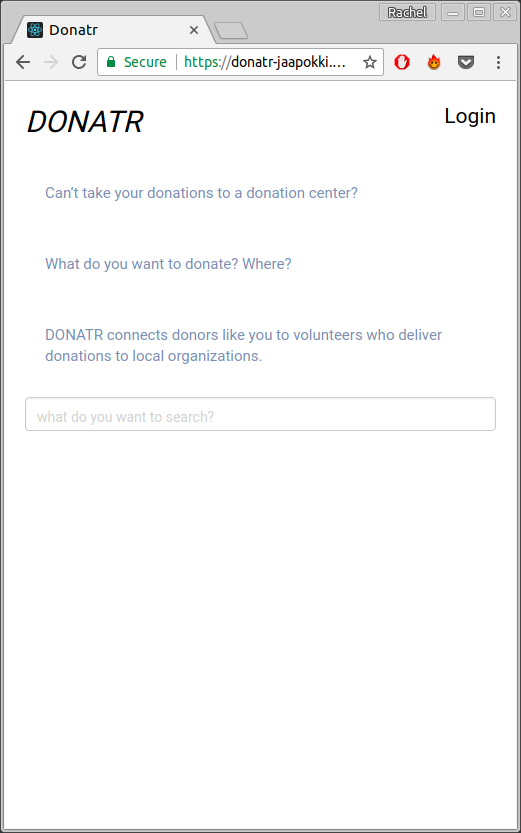 Rachel
Donatr
Secure
https://donatr-jaapokki....
DONATR
Login
Can't take your donations to a donation center?
What do you want to donate? Where?
DONATR connects donors like you to volunteers who deliver
donations to local organizations.
what do you want to search?